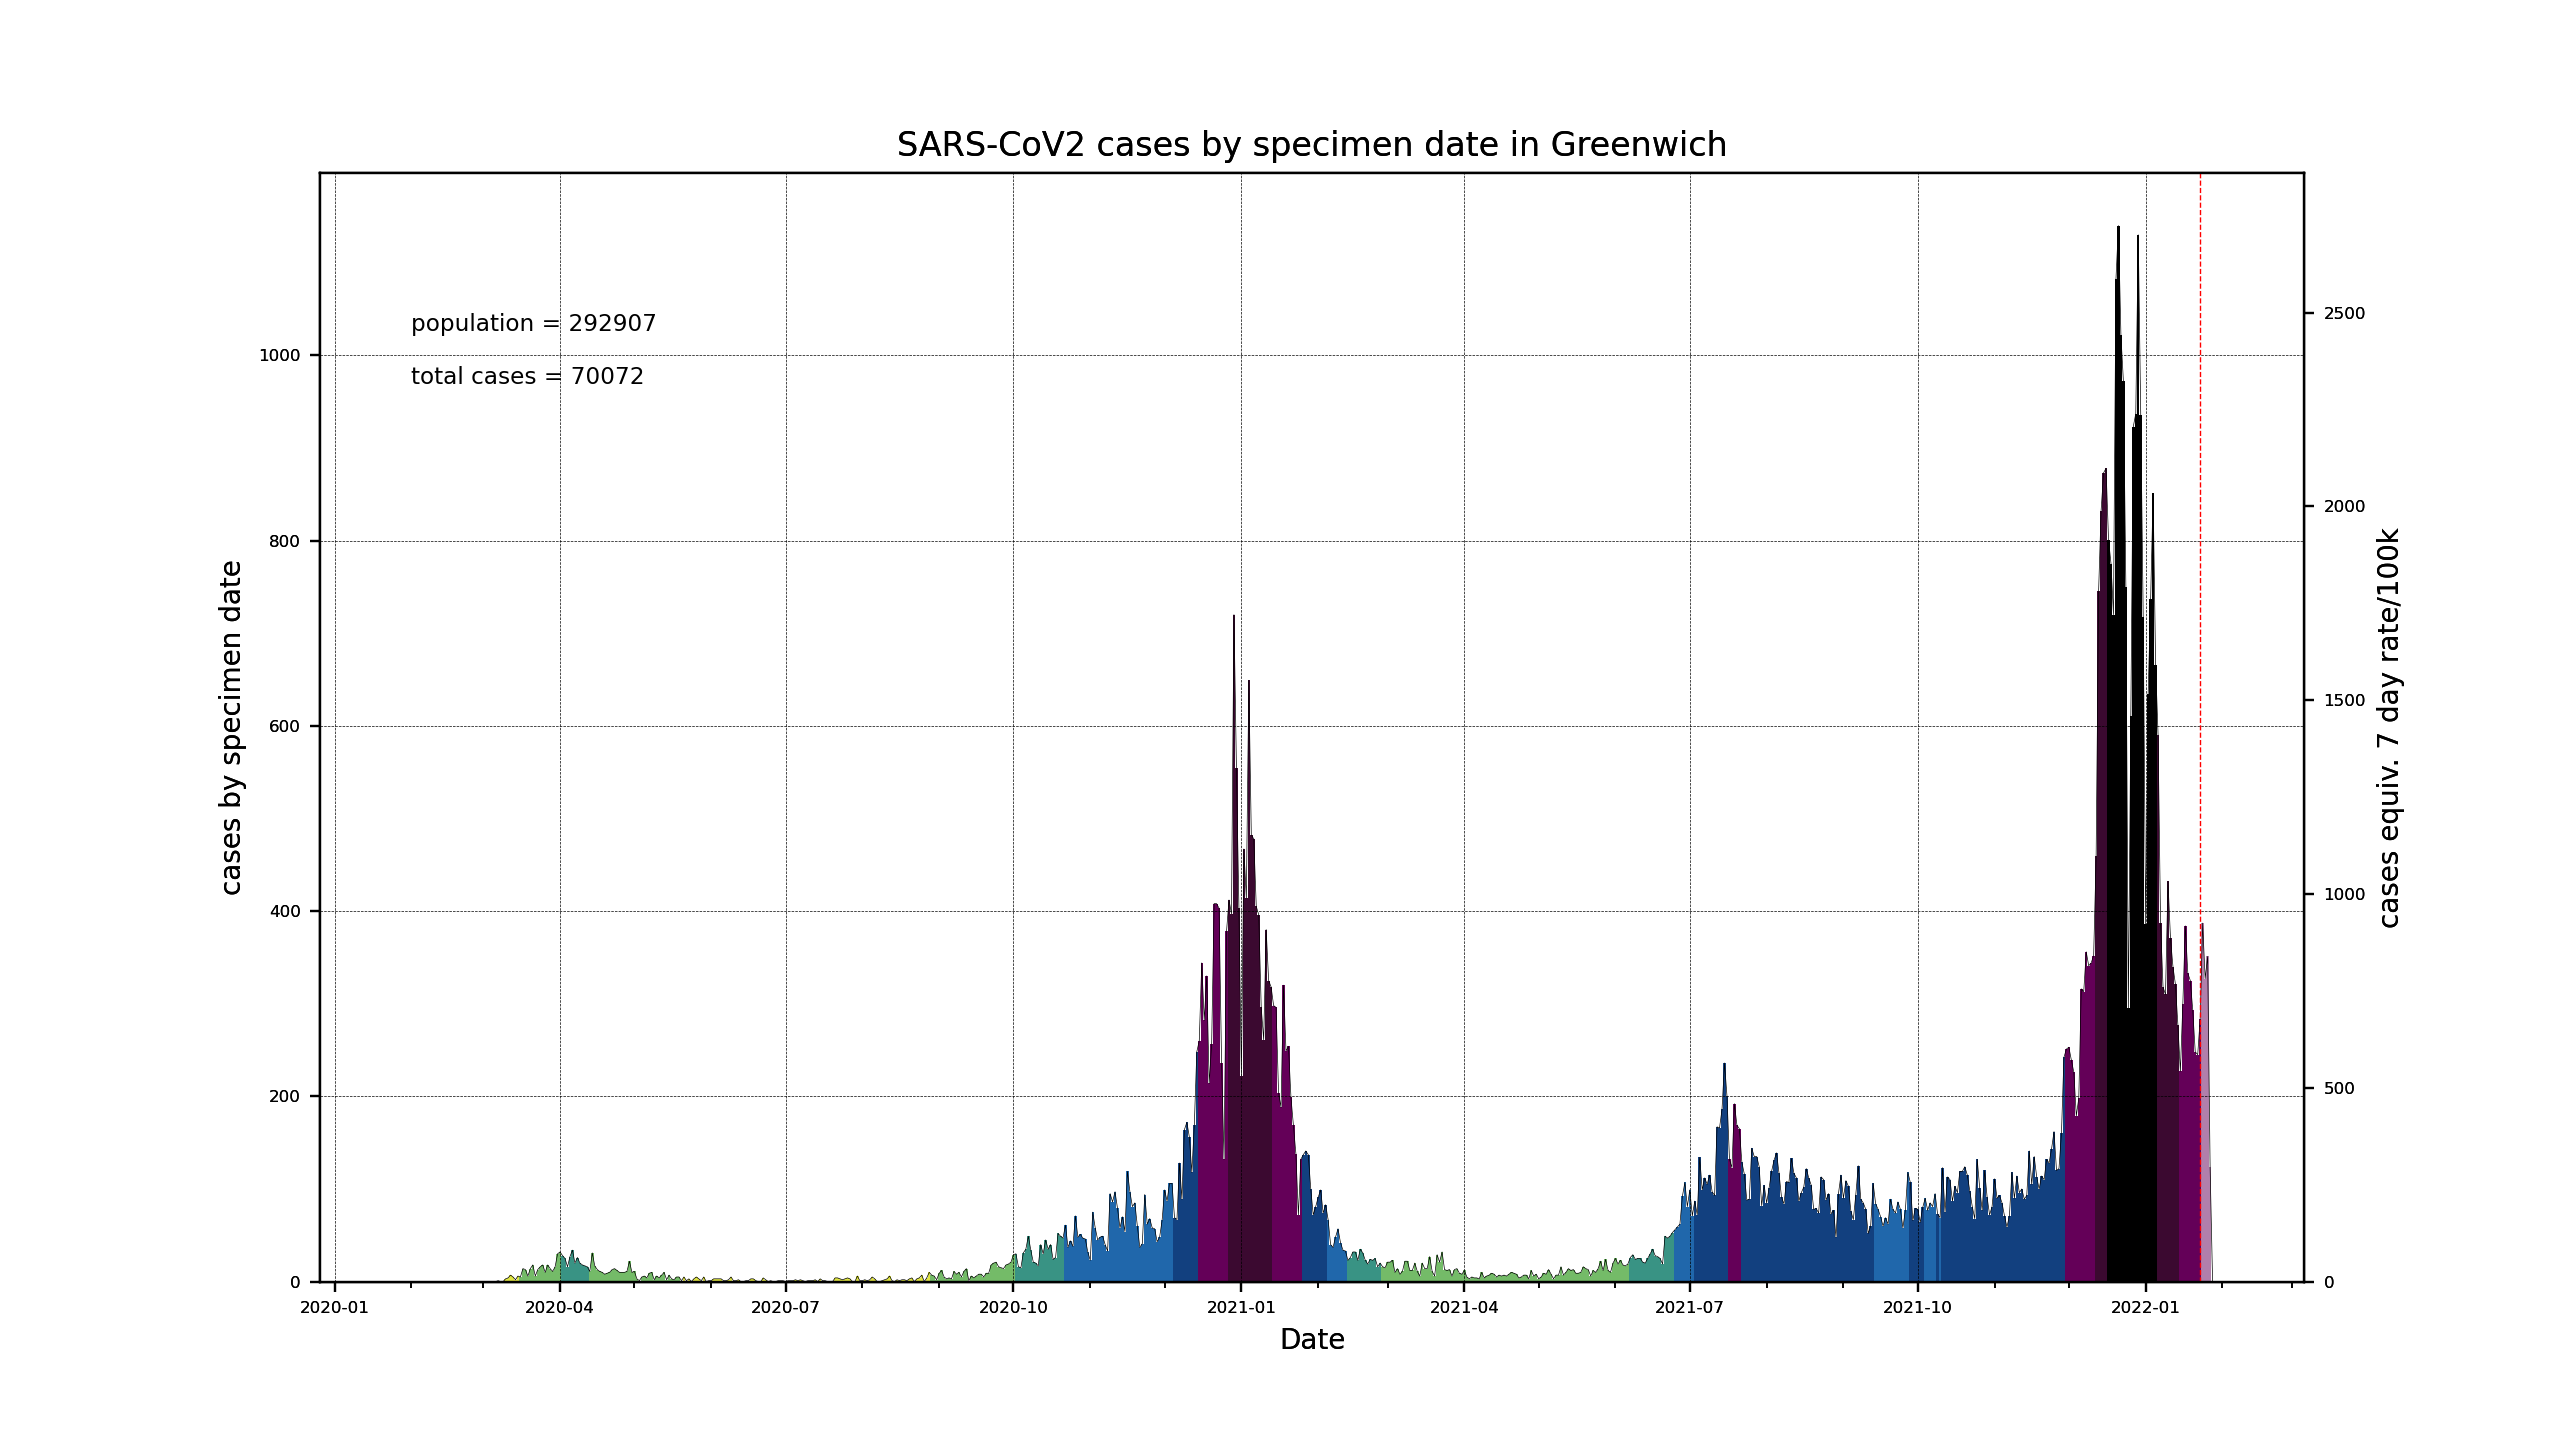 SARS-CoV2 cases by specimen date in Greenwich
population = 292907
total cases = 70072
cases by specimen date
1000
800
600
400
200
0
2500
2000
1500
1000
500
0
cases equiv. 7 day rate/100k
2020-01 2020-04 2020-07 2020-10 2021-01 2021-04 2021-07 2021-10 2022-01
Date